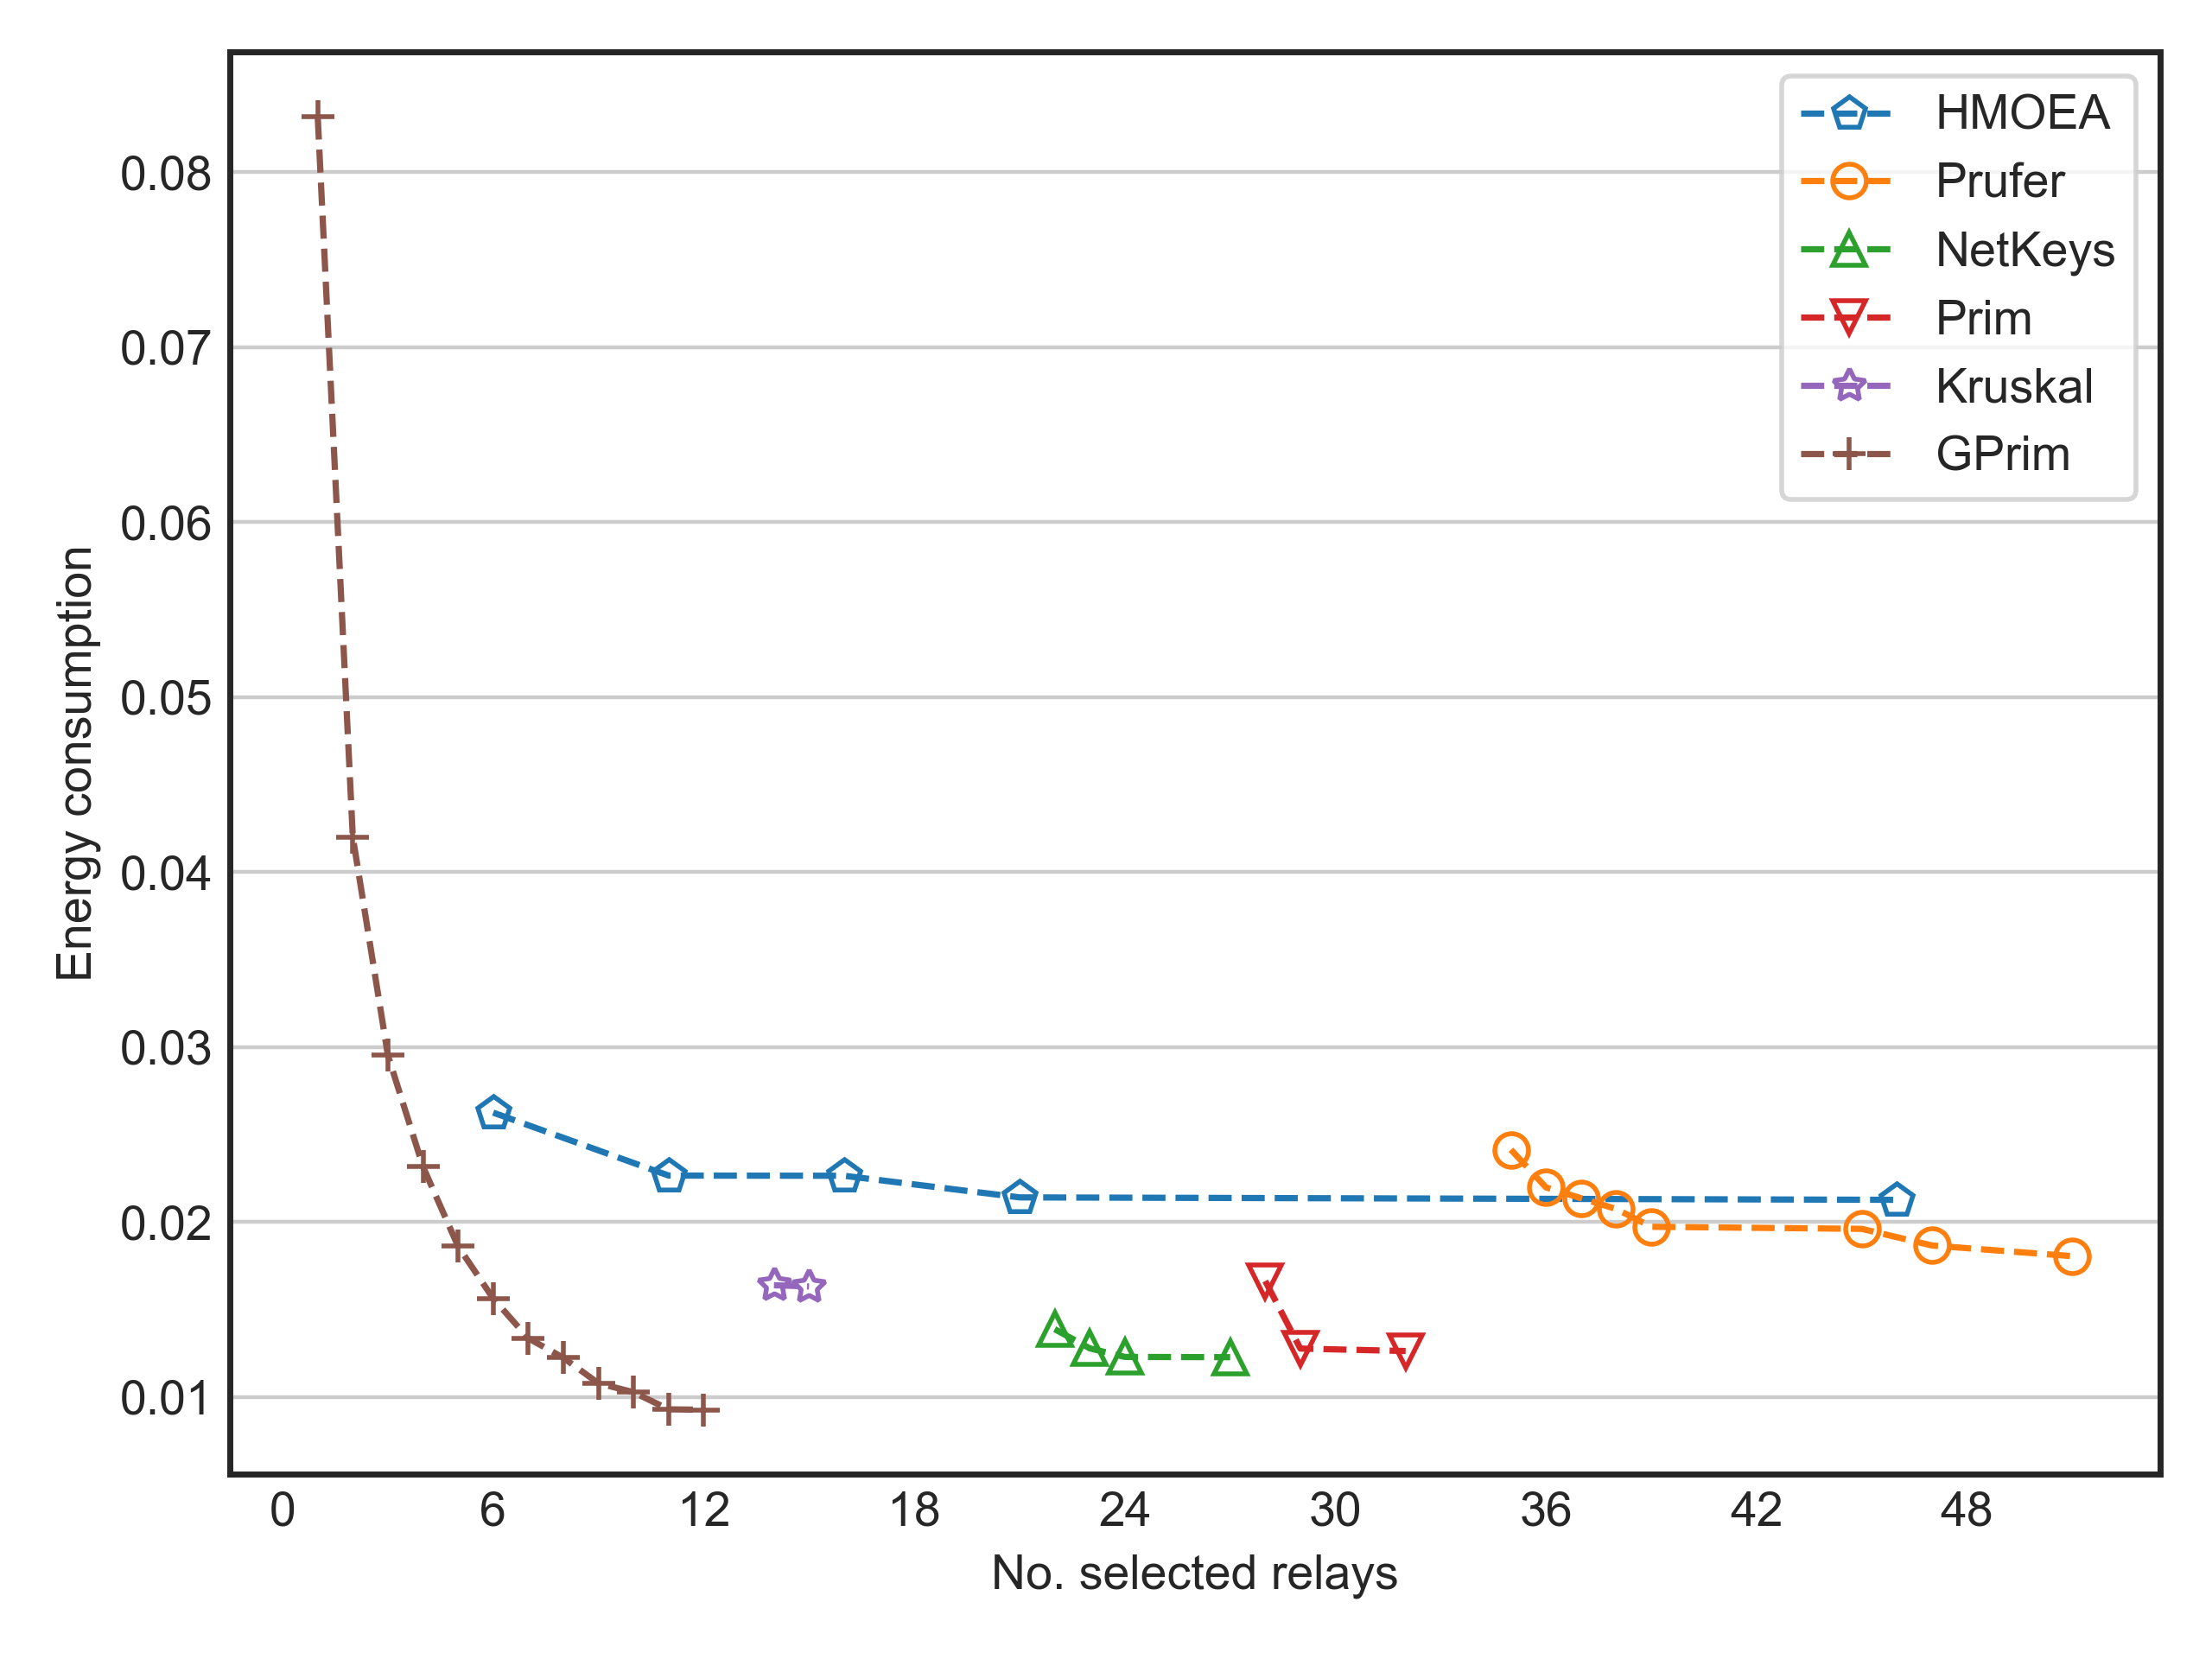 HMOEA
Prufer
NetKeys
Prim
Kruskal
GPrim
Energy consumption
0.08
0.07
0.06
0.05
0.04
0.03
0.02
0.01
0 6 12 18 24 30 36 42 48
No. selected relays